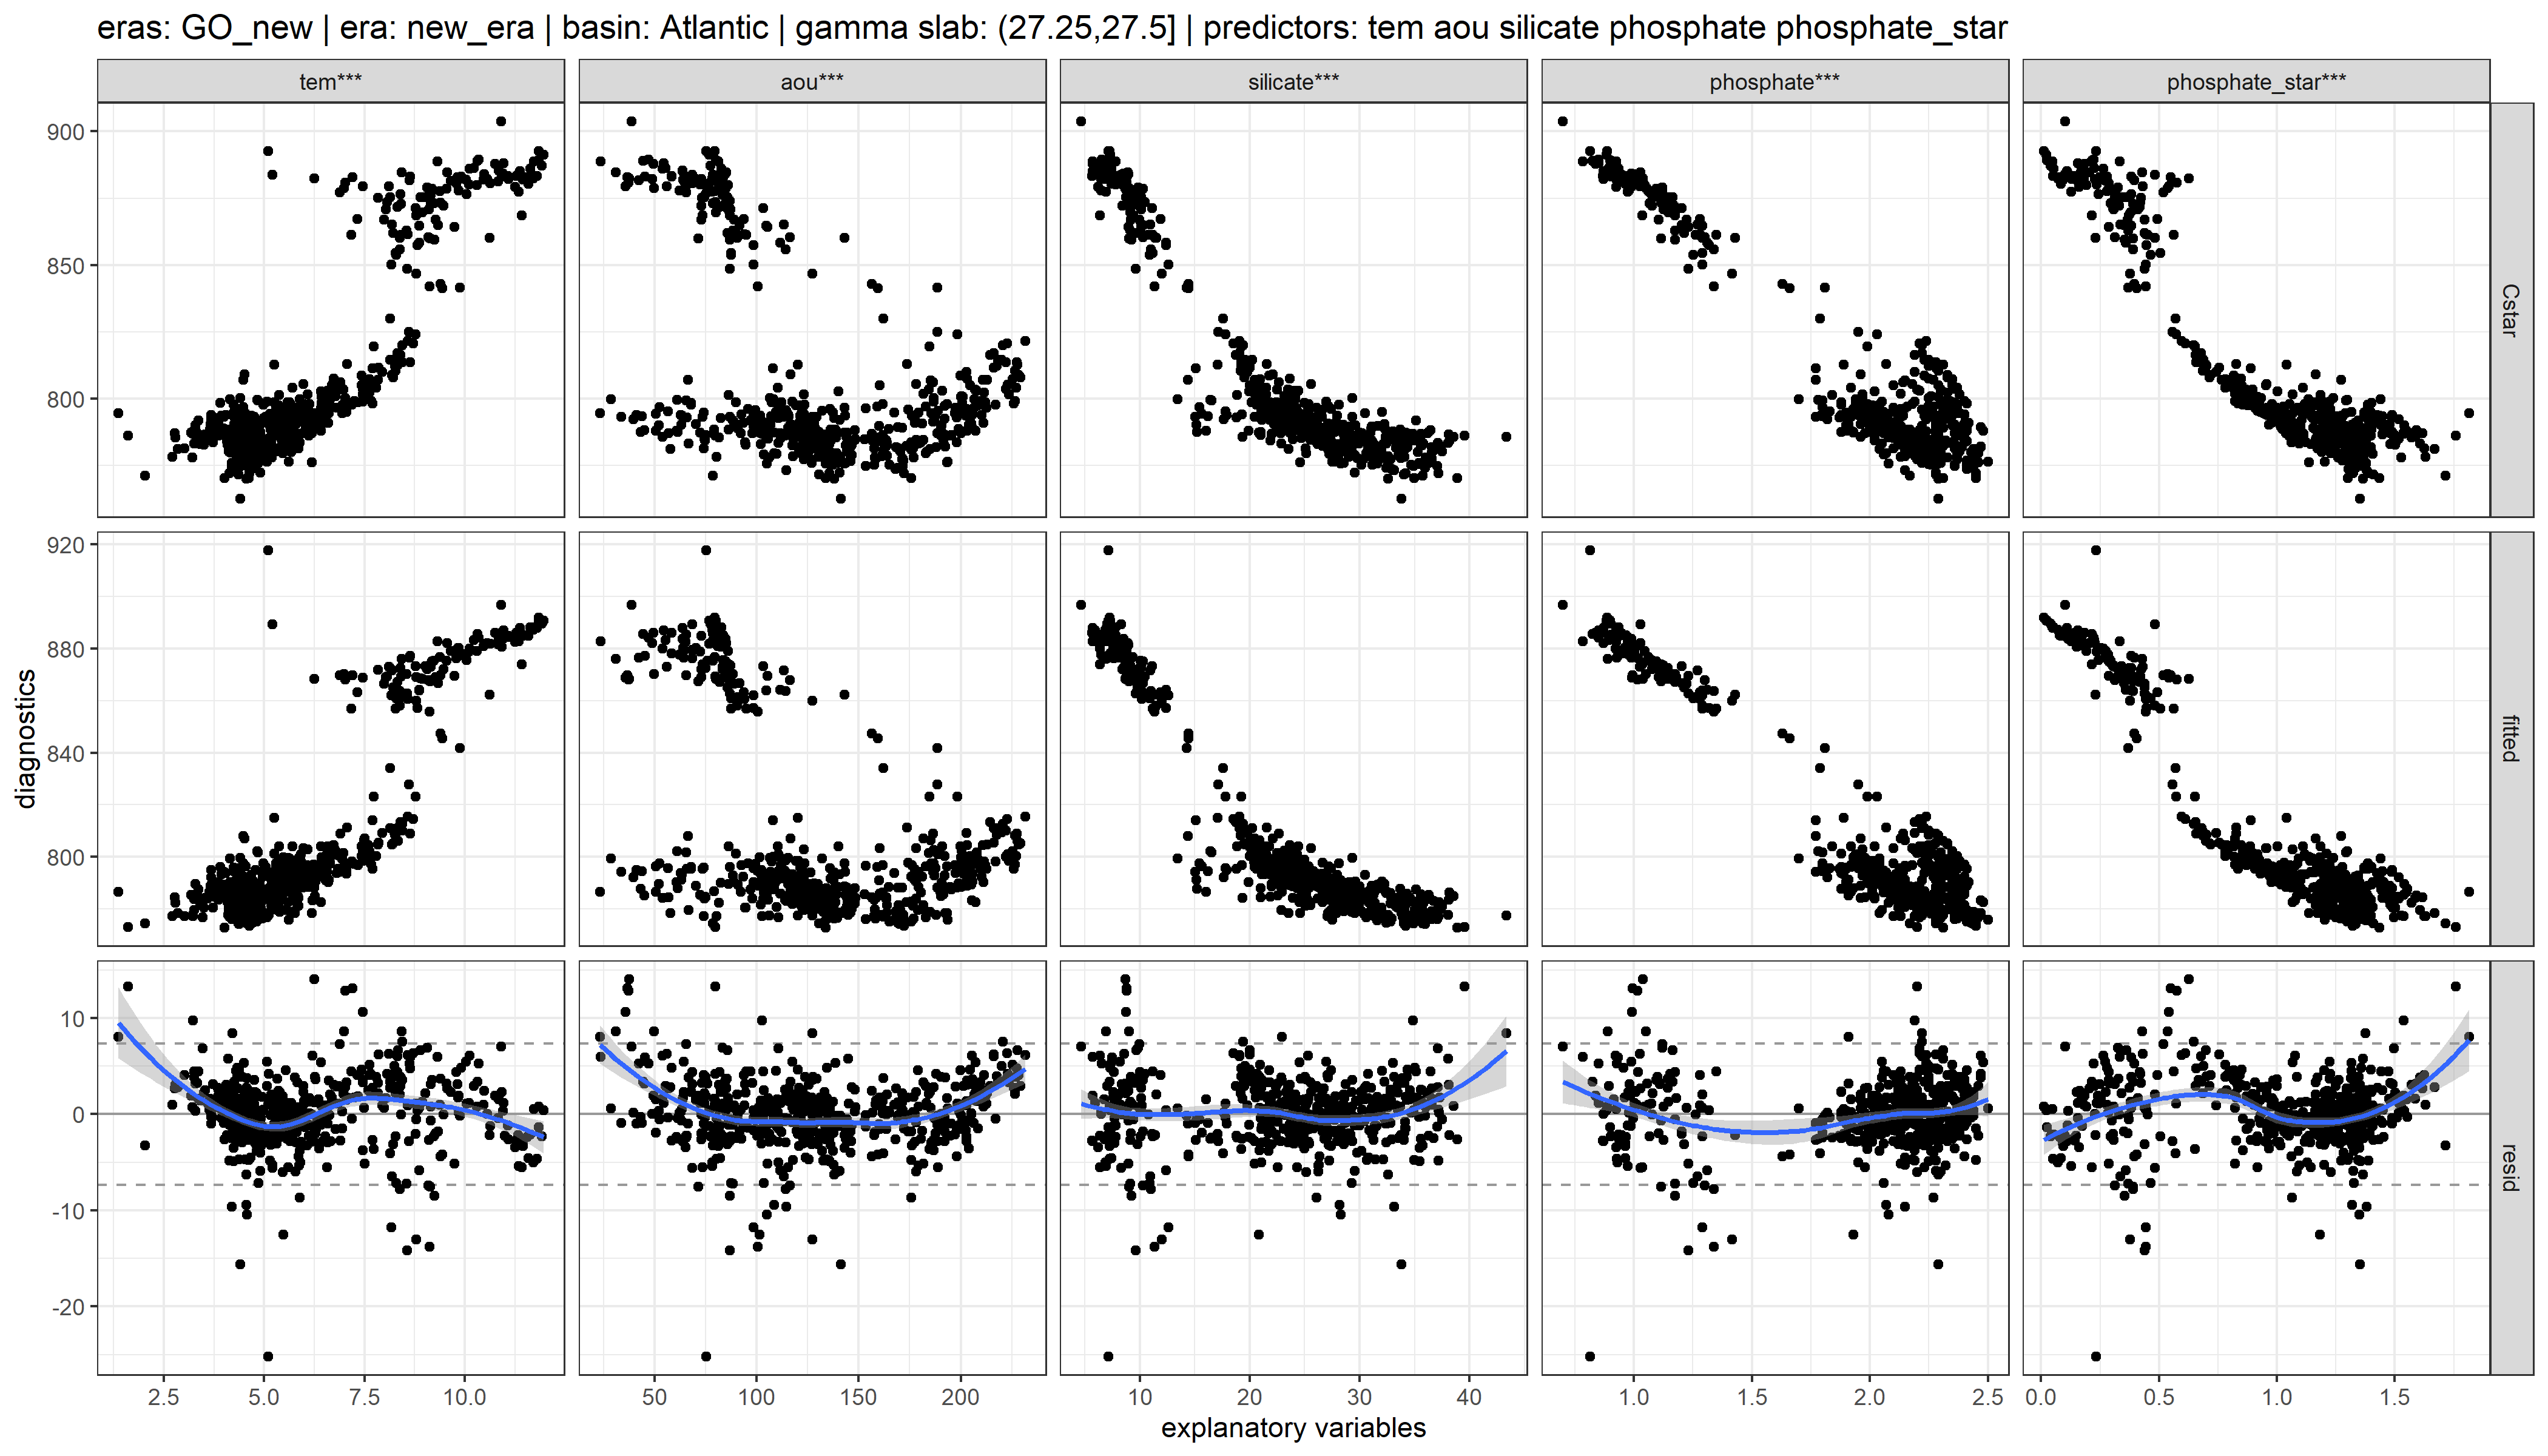 eras: GO_new | era: new_era | basin: Atlantic | gamma slab: (27.25,27.5] | predictors: tem aou silicate phosphate phosphate_star
tem*** aou*** silicate*** phosphate*** phosphate_star***
900
850
800
Cstar
920
880
840
800
fitted
diagnostics
10
0
-10
-20
resid
2.5 5.0 7.5 10.0 50 100 150 200 10 20 30 40 1.0 1.5 2.0 2.5 0.0 0.5 1.0 1.5
explanatory variables